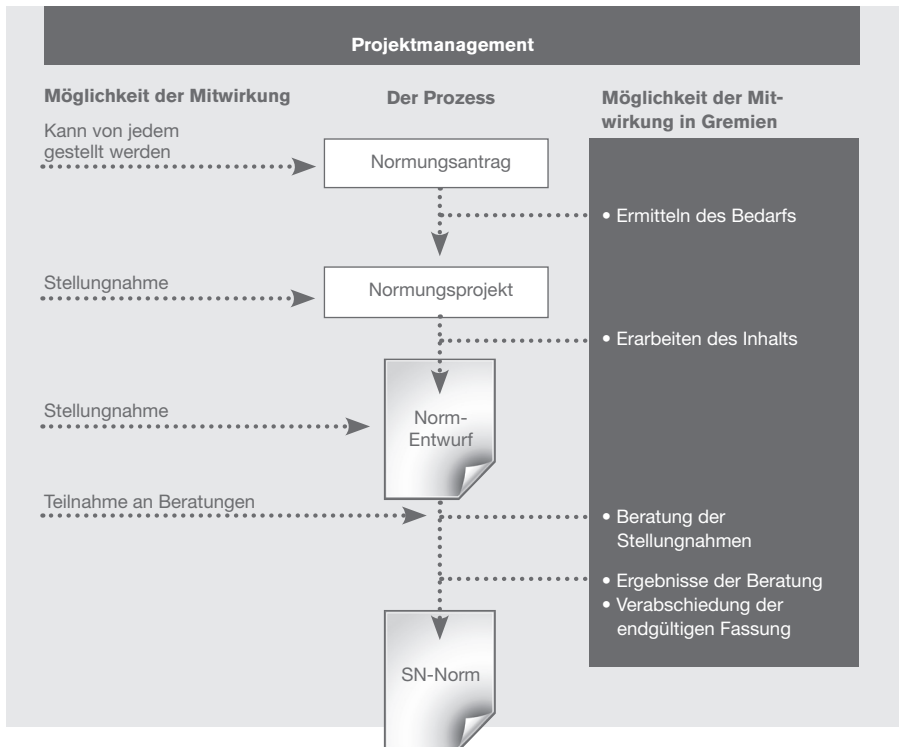 Projektmanagement
Möglichkeit der Mitwirkung
Der Prozess
Möglichkeit der Mit-
wirkung in Gremien
Kann von jedem
gestellt werden
Normungsantrag
• Ermitteln des Bedarfs
Stellungnahme
Normungsprojekt
• Erarbeiten des Inhalts
Stellungnahme
Norm-
Entwurf
Teilnahme an Beratungen
• Beratung der
Stellungnahmen
• Ergebnisse der Beratung
• Verabschiedung der
endgültigen Fassung
SN-Norm